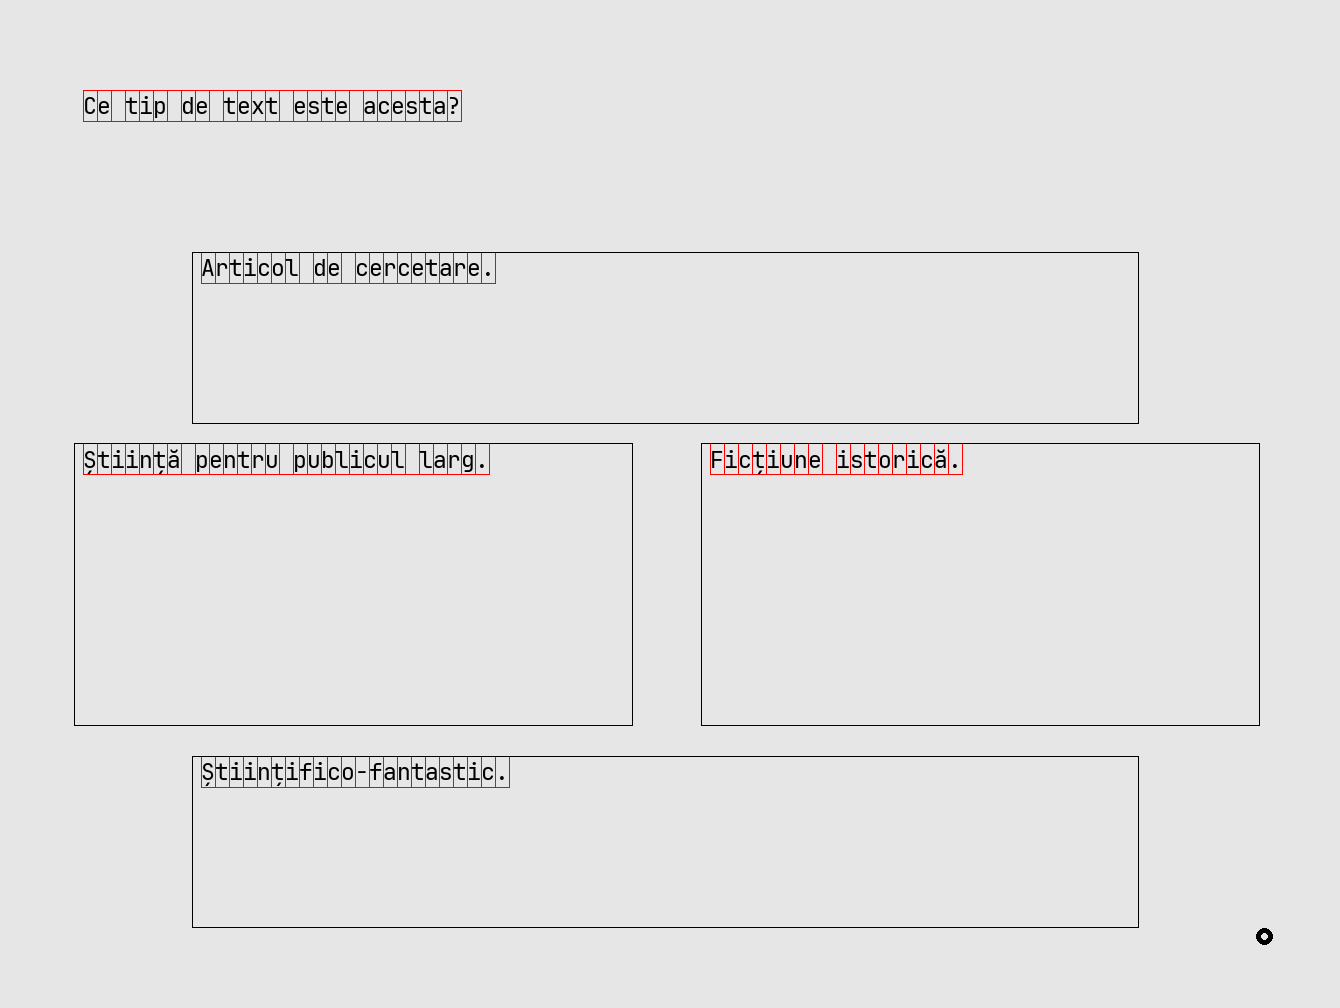 Ce tip de text este acesta?
Articol de cercetare.
Știință pentru publicul larg.
Ficțiune istorică.
Științifico-fantastic.